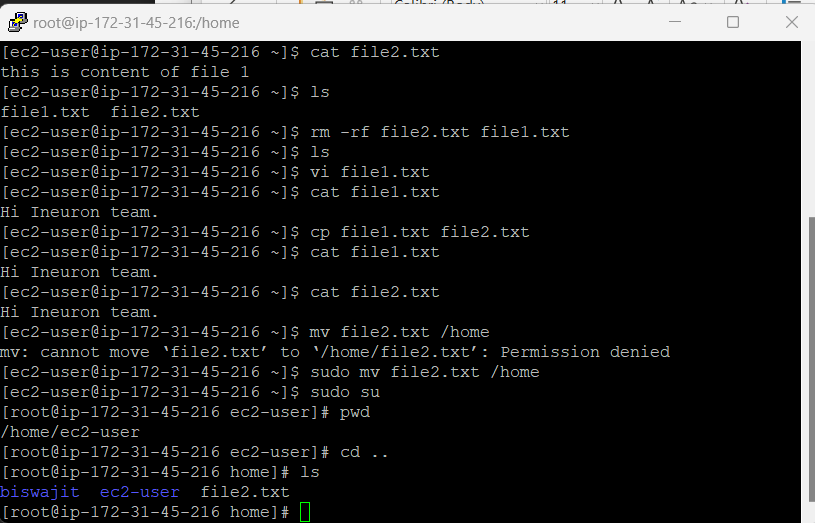 root@ip-172-31-45-216:/home
[ec2-user@ip-172-31-45-216 ~]$ cat file2.txt
this is content of file 1
[ec2-user@ip-172-31-45-216 ~]$ ls
file1.txt  file2.txt
[ec2-user@ip-172-31-45-216 ~]$ rm -rf file2.txt file1.txt
[ec2-user@ip-172-31-45-216 ~]$ ls
[ec2-user@ip-172-31-45-216 ~]$ vi file1.txt
[ec2-user@ip-172-31-45-216 ~]$ cat file1.txt
Hi Ineuron team.
[ec2-user@ip-172-31-45-216 ~]$ cp file1.txt file2.txt
[ec2-user@ip-172-31-45-216 ~]$ cat file1.txt
Hi Ineuron team.
[ec2-user@ip-172-31-45-216 ~]$ cat file2.txt
Hi Ineuron team.
[ec2-user@ip-172-31-45-216 ~]$ mv file2.txt /home
mv: cannot move ‘file2.txt’ to ‘/home/file2.txt’: Permission denied
[ec2-user@ip-172-31-45-216 ~]$ sudo mv file2.txt /home
[ec2-user@ip-172-31-45-216 ~]$ sudo su
[root@ip-172-31-45-216 ec2-user]# pwd
/home/ec2-user
[root@ip-172-31-45-216 ec2-user]# cd ..
[root@ip-172-31-45-216 home]# ls
biswajit  ec2-user  file2.txt
[root@ip-172-31-45-216 home]#